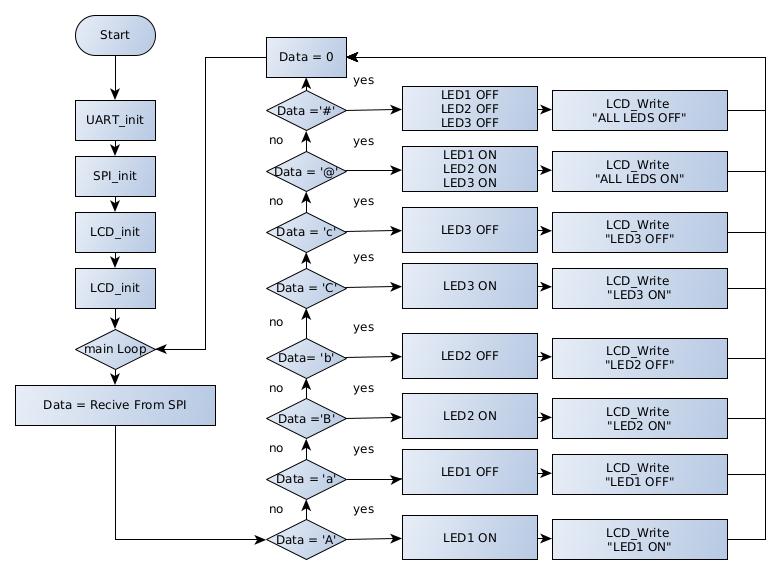 Start
UART_init
SPI_init
LCD_init
LCD_init
main Loop
Data = Recive From SPI
Data = 0
yes
Data ='#'
LED1 OFF
LED2 OFF
LED3 OFF
LCD_Write
"ALL LEDS OFF"
no
yes
Data = '@'
LED1 ON
LED2 ON
LED3 ON
LCD_Write
"ALL LEDS ON"
no
yes
Data = 'c'
LED3 OFF
LCD_Write
"LED3 OFF"
yes
Data = 'C'
LED3 ON
LCD_Write
"LED3 ON"
no
yes
Data= 'b'
LED2 OFF
LCD_Write
"LED2 OFF"
no
yes
Data ='B'
LED2 ON
LCD_Write
"LED2 ON"
no
yes
Data = 'a'
LED1 OFF
LCD_Write
"LED1 OFF"
no
yes
Data = 'A'
LED1 ON
LCD_Write
"LED1 ON"